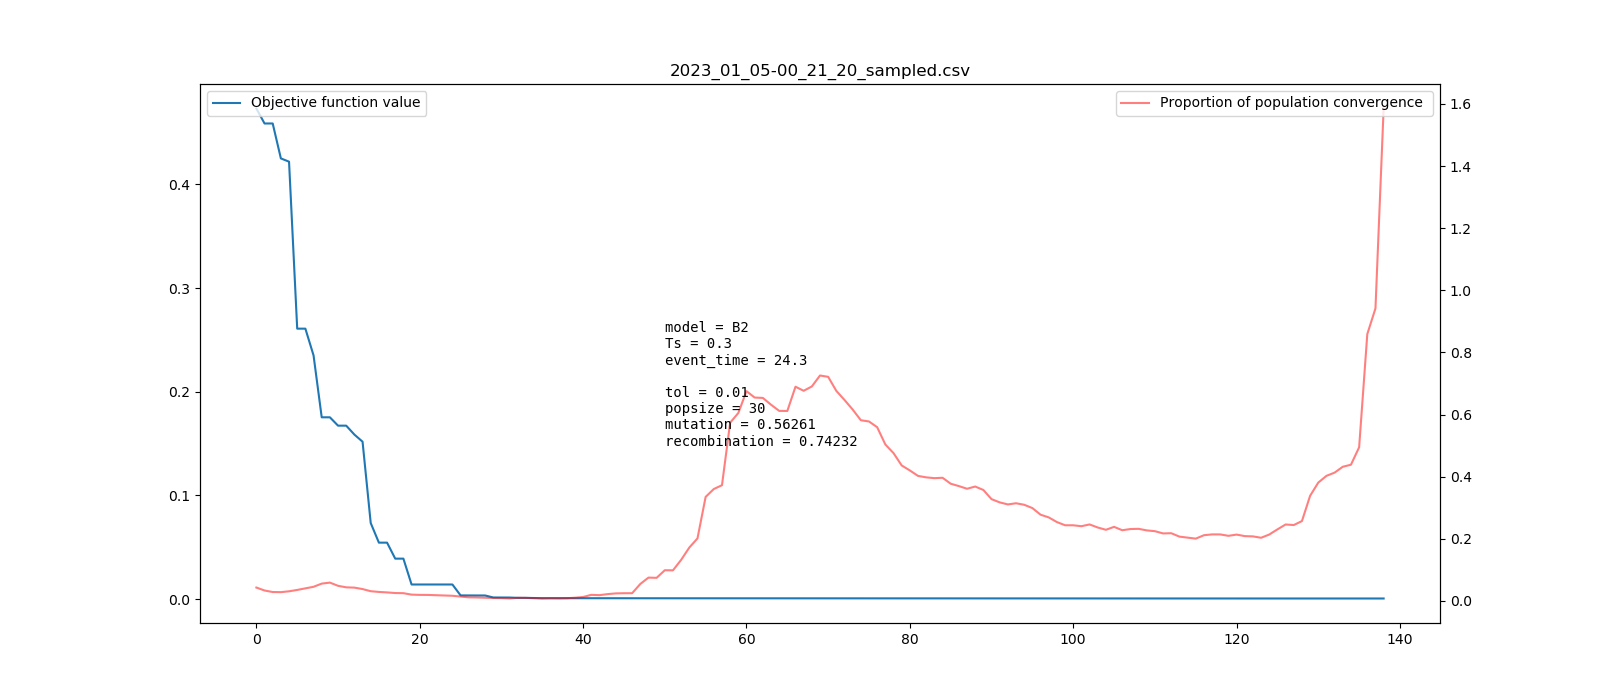 2023_01_05-00_21_20_sampled.csv
Objective function value
Proportion of population convergence
model = B2
Ts = 0.3
event_time = 24.3
tol = 0.01
popsize = 30
mutation = 0.56261
recombination = 0.74232
0.4
0.3
0.2
0.1
0.0
1.6
1.4
1.2
1.0
0.8
0.6
0.4
0.2
0.0
0 20 40 60 80 100 120 140